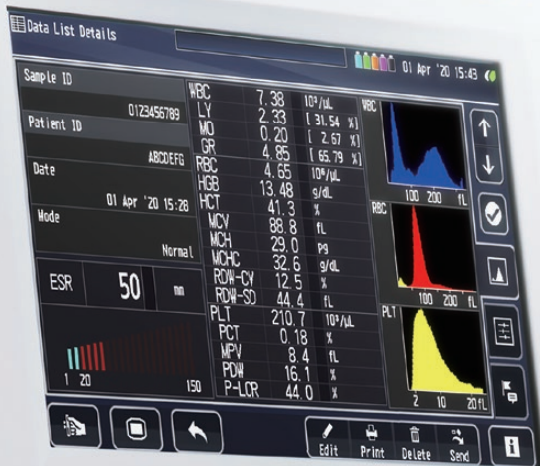 Data List Details
01 Apr '20 15:43
Sample ID
0123456789
Patient ID
ABCDEFG
Date
01 Apr '20 15:28
Mode
Normal
ESR 50 mm
1 20 150
WBC 7.38 10³/µL
LY 2.33 [ 31.54 %]
MO 0.20 [ 2.67 %]
GR 4.85 [ 65.79 %]
RBC 4.65 10⁶/µL
HGB 13.48 g/dL
HCT 41.3 %
MCV 88.8 fL
MCH 29.0 pg
MCHC 32.6 g/dL
RDW-CV 12.5 %
RDW-SD 44.4 fL
PLT 210.7 10³/µL
PCT 0.18 %
MPV 8.4 fL
PDW 16.1 %
P-LCR 44.0 %
WBC
100 200 fL
RBC
100 200 fL
PLT
2 10 20 fL
Edit Print Delete Send